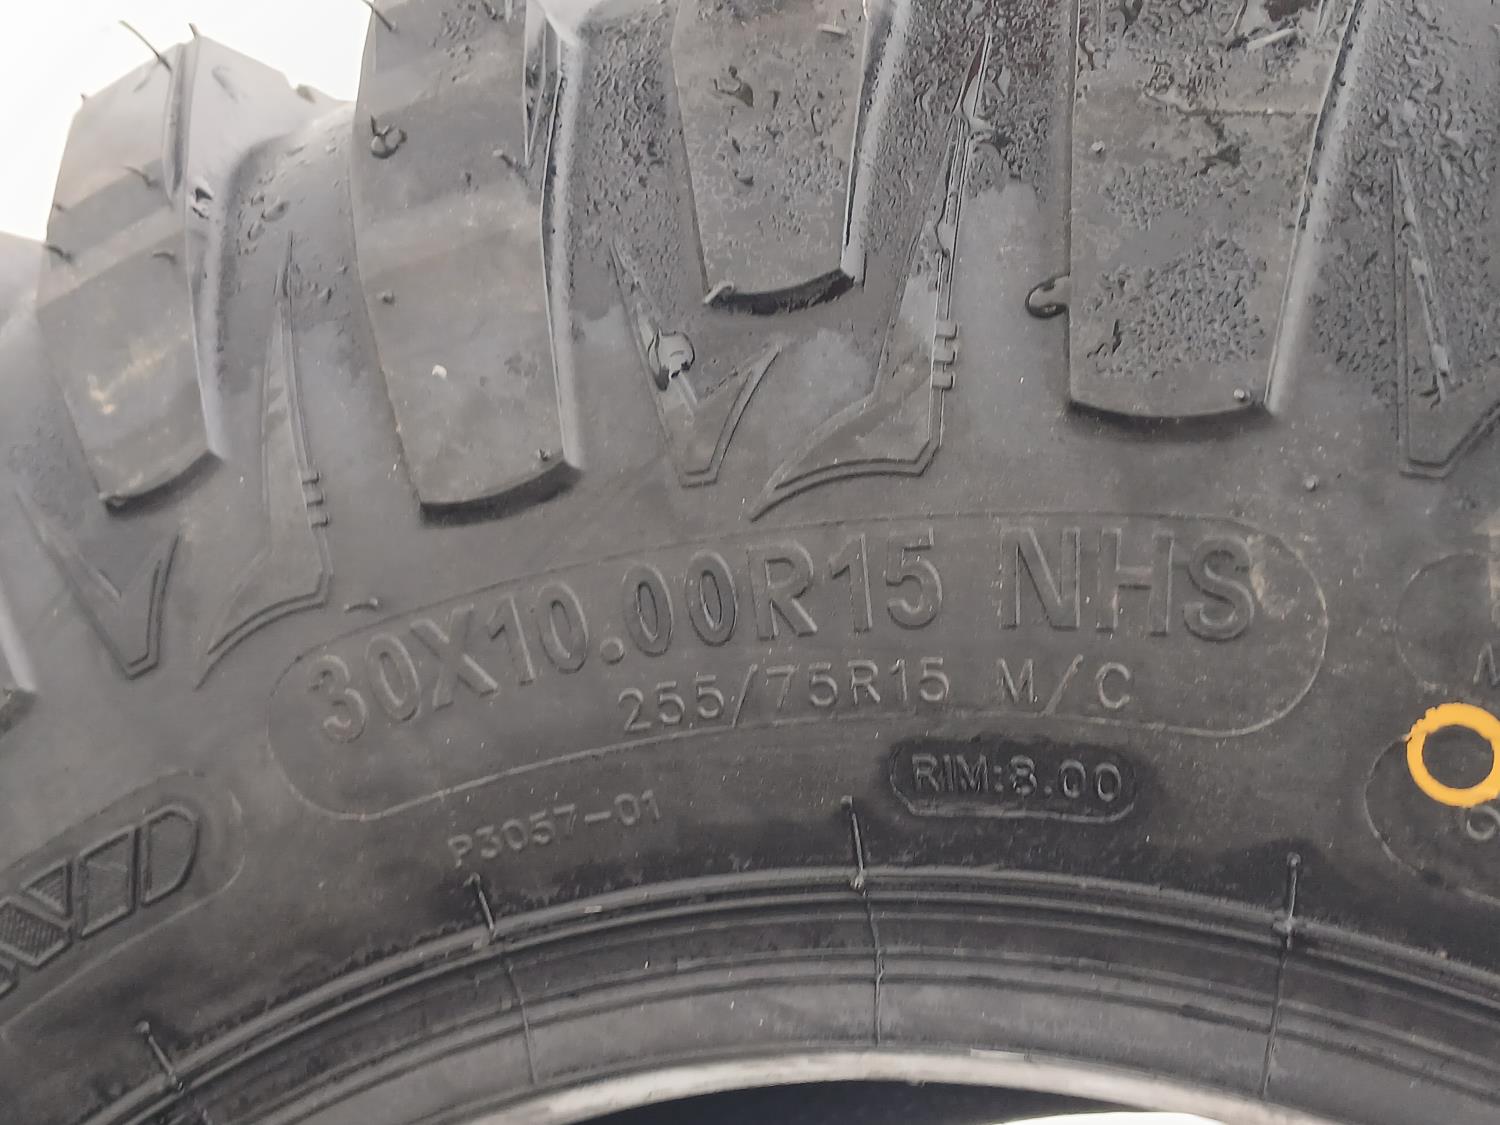 30X10.00R15 NHS
255/75R15 M/C
RIM:8.00
P3057-01